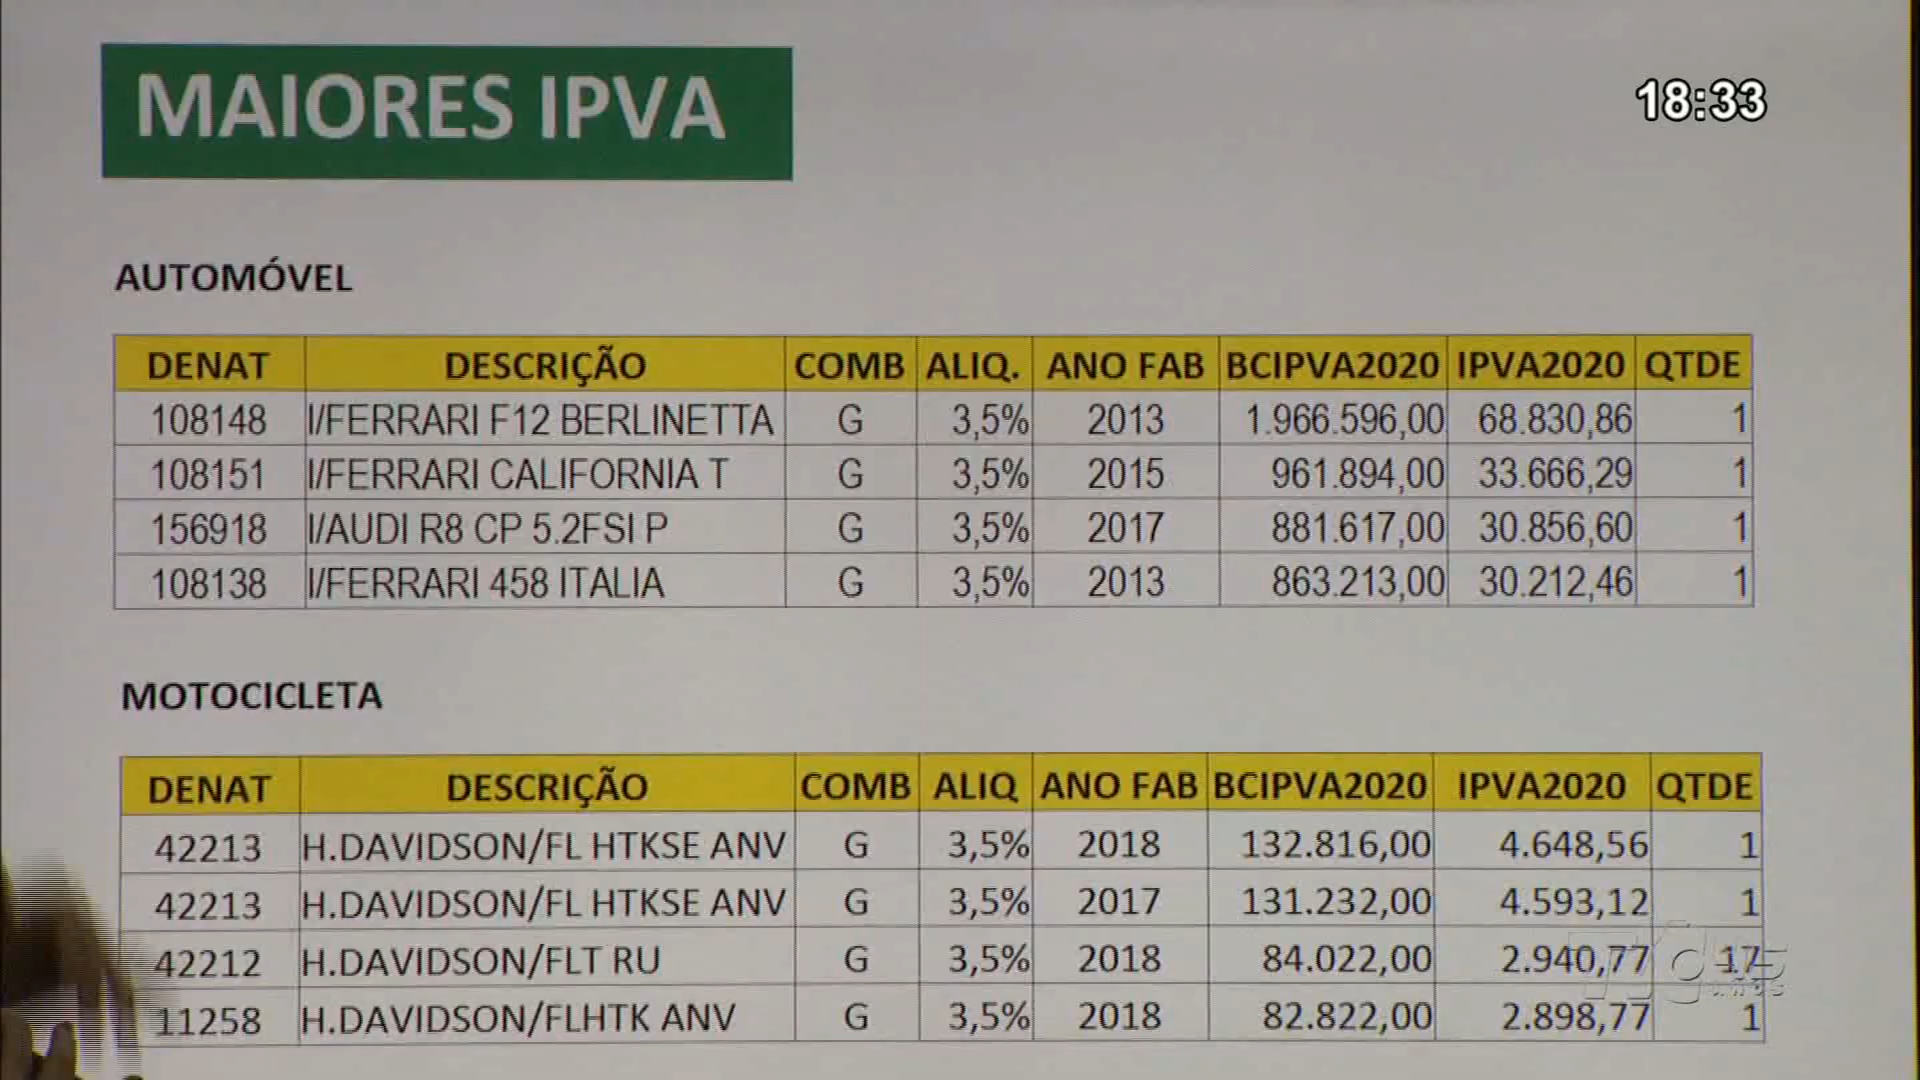 MAIORES IPVA
18:33
AUTOMÓVEL
DENAT DESCRIÇÃO COMB ALIQ. ANO FAB BCIPVA2020 IPVA2020 QTDE
108148 I/FERRARI F12 BERLINETTA G 3,5% 2013 1.966.596,00 68.830,86 1
108151 I/FERRARI CALIFORNIA T G 3,5% 2015 961.894,00 33.666,29 1
156918 I/AUDI R8 CP 5.2FSI P G 3,5% 2017 881.617,00 30.856,60 1
108138 I/FERRARI 458 ITALIA G 3,5% 2013 863.213,00 30.212,46 1
MOTOCICLETA
DENAT DESCRIÇÃO COMB ALIQ ANO FAB BCIPVA2020 IPVA2020 QTDE
42213 H.DAVIDSON/FL HTKSE ANV G 3,5% 2018 132.816,00 4.648,56 1
42213 H.DAVIDSON/FL HTKSE ANV G 3,5% 2017 131.232,00 4.593,12 1
42212 H.DAVIDSON/FLT RU G 3,5% 2018 84.022,00 2.940,77 17
11258 H.DAVIDSON/FLHTK ANV G 3,5% 2018 82.822,00 2.898,77 1